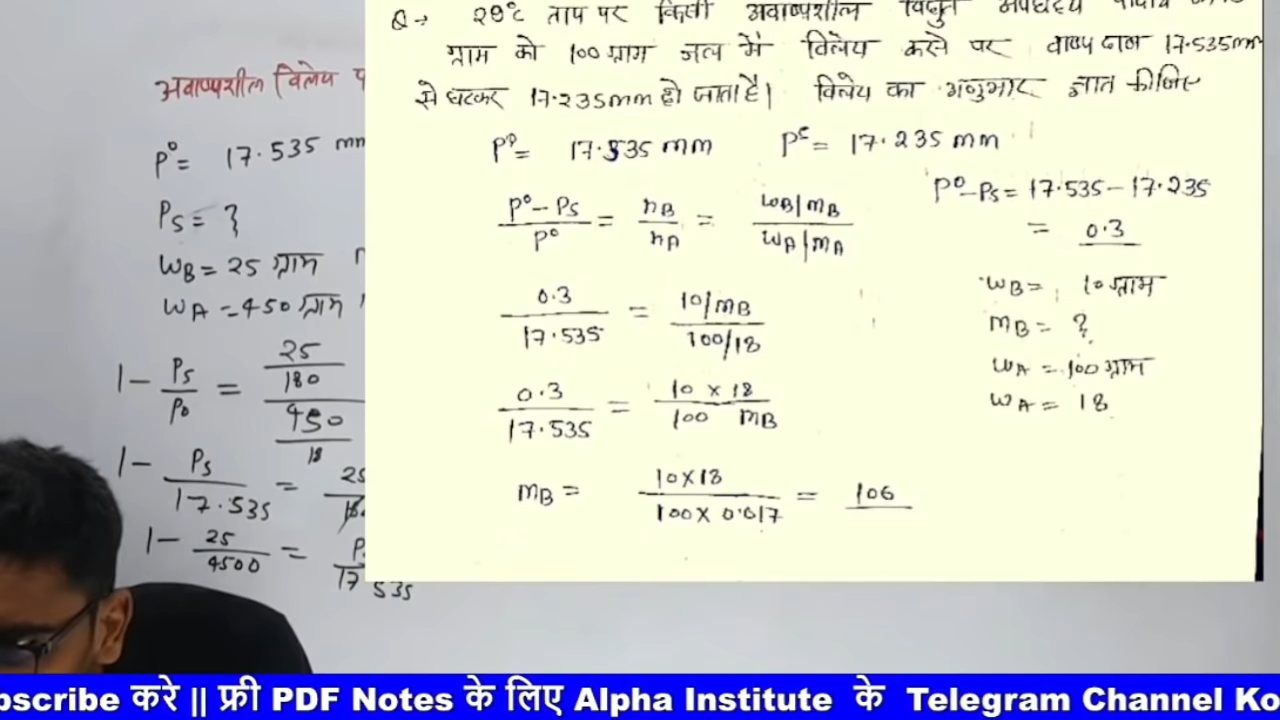 अवाष्पशील विलेय
P° = 17.535 mm
Ps = ?
WB = 25 ग्राम
WA = 450 ग्राम
1 - Ps/P° = 25/180 / 450/18
1 - Ps/17.535 = 25
1 - 25/4500 = P / 17.535
Q → 20°C ताप पर किसी अवाष्पशील विद्युत
ग्राम को 100 ग्राम जल में विलेय करने पर वाष्प दाब 17.535mm
से घटकर 17.235mm हो जाता है। विलेय का अणुभार ज्ञात कीजिए
P° = 17.535 mm Ps = 17.235 mm
P° - Ps = 17.535 - 17.235
= 0.3
P° - Ps / P° = nB / nA = WB/mB / WA/mA
WB = 10 ग्राम
mB = ?
WA = 100 ग्राम
WA = 18
0.3 / 17.535 = 10/mB / 100/18
0.3 / 17.535 = 10 × 18 / 100 mB
mB = 10×18 / 100× 0.017 = 106
bscribe करे || फ्री PDF Notes के लिए Alpha Institute के Telegram Channel Ko